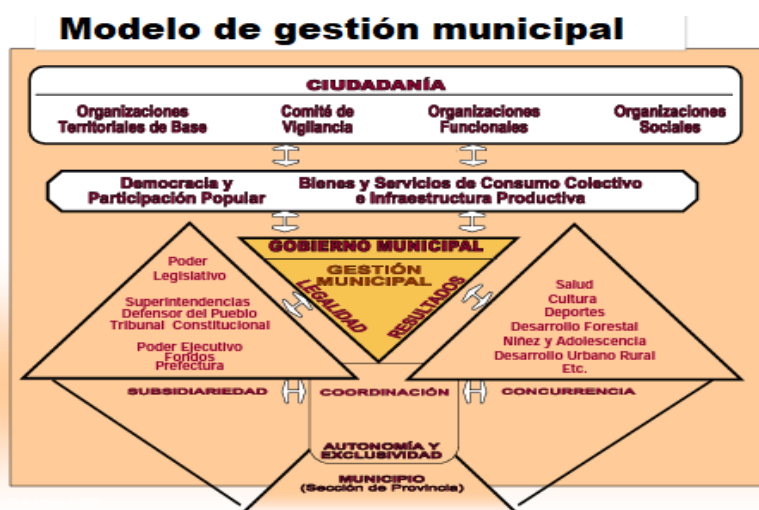 Modelo de gestión municipal
CIUDADANÍA
Organizaciones
Territoriales de Base
Comité de
Vigilancia
Organizaciones
Funcionales
Organizaciones
Sociales
Democracia y
Participación Popular
Bienes y Servicios de Consumo Colectivo
e Infraestructura Productiva
GOBIERNO MUNICIPAL
GESTIÓN
MUNICIPAL
LEGALIDAD
RESULTADOS
Poder
Legislativo
Superintendencias
Defensor del Pueblo
Tribunal Constitucional
Poder Ejecutivo
Fondos
Prefectura
Salud
Cultura
Deportes
Desarrollo Forestal
Niñez y Adolescencia
Desarrollo Urbano Rural
Etc.
SUBSIDIARIEDAD
COORDINACIÓN
CONCURRENCIA
AUTONOMÍA Y
EXCLUSIVIDAD
MUNICIPIO
(Sección de Provincia)